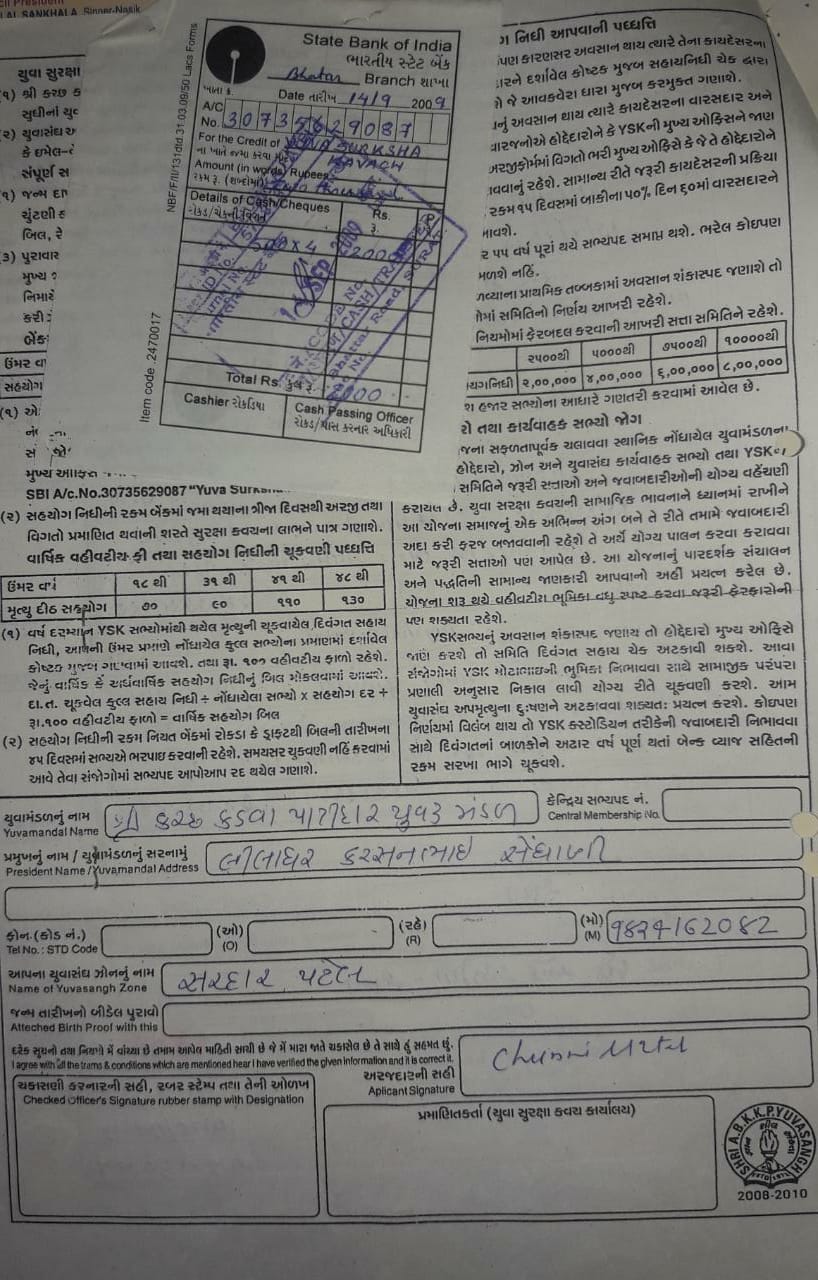 AL SANKHALA Sinnar-Nasik
State Bank of India
ભારતીય સ્ટેટ બેંક
Bhatar Branch શાખા
Date તારીખ 14/9 2009
A/C
No. 30735629087
For the Credit of YUVA SURKSHA
ના ખાતે જમા કરવા માટે KAVACH
Amount (in words) Rupees
રકમ રૂ. (શબ્દોમાં)
Details of Cash/Cheques Rs.
રોકડ/ચેકની વિગત રૂ.
500 x 4 2000
Total Rs. કુલ રૂ. 2000
Cashier રોકડિયા
Cash Passing Officer
રોકડ/પાસ કરનાર અધિકારી
NBF/F/II/131dtd.31.03.09/50 Lacs Forms
Item code .2470017
યુવા સુરક્ષા
(૧) શ્રી કચ્છ ક
સુધીનાં યુવ
(૨) યુવાસંઘ અ
સંપૂર્ણ સ
(૧) જન્મ દા
ચુંટણી ક
બિલ, રે
(૩) પુરાવાર
મુખ્ય
નિમારે
કરી
બેંક
ઉંમર વ
સહયોગ
(૧) એ
SBI A/c.No.30735629087
(૨) સહયોગ નિધીની રકમ બેંકમાં જમા થયાના ત્રીજા દિવસથી અરજી તથા
વિગતો પ્રમાણિત થવાની શરતે સુરક્ષા કવચના લાભને પાત્ર ગણાશે.
વાર્ષિક વહીવટીય ફી તથા સહયોગ નિધીની ચૂકવણી પધ્ધતિ
ઉંમર વર્ષ ૧૮ થી ૩૧ થી ૪૧ થી ૪૮ થી
મૃત્યુ દીઠ સહયોગ ૭૦ ૯૦ ૧૧૦ ૧૩૦
(૧) વર્ષ દરમ્યાન YSK સભ્યોમાંથી થયેલ મૃત્યુની ચૂકવાયેલ દિવંગત સહાય
નિધી, આપની ઉંમર પ્રમાણે નોંધાયેલ કુલ્લ સભ્યોના પ્રમાણમાં દર્શાવેલ
કોષ્ટક મુજબ ગણવામાં આવશે. તથા રૂા. ૧૦૦ વહીવટીય ફાળો રહેશે.
જેનું વાર્ષિક કે અર્ધવાર્ષિક સહયોગ નિધીનું બિલ મોકલવામાં આવશે.
દા.ત. ચૂકવેલ કુલ્લ સહાય નિધી ÷ નોંધાયેલા સભ્યો x સહયોગ દર +
રૂા.૧૦૦ વહીવટીય ફાળો = વાર્ષિક સહયોગ બિલ
(૨) સહયોગ નિધીની રકમ નિયત બેંકમાં રોકડા કે ડ્રાફ્ટથી બિલની તારીખના
૪૫ દિવસમાં સભ્યએ ભરપાઇ કરવાની રહેશે. સમયસર ચુકવણી નહિં કરવામાં
આવે તેવા સંજોગોમાં સભ્યપદ આપોઆપ રદ થયેલ ગણાશે.
ગ નિધી આપવાની પધ્ધતિ
પણ કારણસર અવસાન થાય ત્યારે તેના કાયદેસરના
દારને દર્શાવેલ કોષ્ટક મુજબ સહાયનિધી ચેક દ્વારા
જે આવકવેરા ધારા મુજબ કરમુક્ત ગણાશે.
નું અવસાન થાય ત્યારે કાયદેસરના વારસદાર અને
વારજનોએ હોદ્દેદારોને કે YSKની મુખ્ય ઓફિસને જાણ
અરજીફોર્મમાં વિગતો ભરી મુખ્ય ઓફિસે કે જે તે હોદ્દેદારોને
ાવવાનું રહેશે. સામાન્ય રીતે જરૂરી કાયદેસરની પ્રક્રિયા
રકમ ૧૫ દિવસમાં બાકીના ૫૦% દિન ૬૦માં વારસદારને
માવશે.
ર ૫૫ વર્ષ પૂરાં થયે સભ્યપદ સમાપ્ત થશે. ભરેલ કોઇપણ
મળશે નહિં.
ળવ્યાના પ્રાથમિક તબ્બકામાં અવસાન શંકાસ્પદ જણાશે તો
ોમાં સમિતિનો નિર્ણય આખરી રહેશે.
નિયમોમાં ફેરબદલ કરવાની આખરી સત્તા સમિતિને રહેશે.
૨૫૦૦થી ૫૦૦૦થી ૭૫૦૦થી ૧૦૦૦૦થી
ાયગનિધી ૨,૦૦,૦૦૦ ૪,૦૦,૦૦૦ ૬,૦૦,૦૦૦ ૮,૦૦,૦૦૦
શ હજાર સભ્યોના આધારે ગણતરી કરવામાં આવેલ છે.
રો તથા કાર્યવાહક સભ્યો જોગ
જના સફળતાપૂર્વક ચલાવવા સ્થાનિક નોંધાયેલ યુવામંડળના
હોદ્દેદારો, ઝોન અને યુવાસંઘ કાર્યવાહક સભ્યો તથા YSK
સમિતિને જરૂરી સત્તાઓ અને જવાબદારીઓની યોગ્ય વહેંચણી
કરાયલ છે. યુવા સુરક્ષા કવચની સામાજિક ભાવનાને ધ્યાનમાં રાખીને
આ યોજના સમાજનું એક અભિન્ન અંગ બને તે રીતે તમામે જવાબદારી
અદા કરી ફરજ બજાવવાની રહેશે તે અર્થે યોગ્ય પાલન કરવા કરાવવા
માટે જરૂરી સત્તાઓ પણ આપેલ છે. આ યોજનાનું પારદર્શક સંચાલન
અને પદ્ધતિની સામાન્ય જાણકારી આપવાનો અહીં પ્રયત્ન કરેલ છે.
યોજના શરૂ થયે વહીવટીય ભૂમિકા વધુ સ્પષ્ટ કરવા જરૂરી ફેરફારોની
પણ શક્યતા રહેશે.
YSKસભ્યનું અવસાન શંકાસ્પદ જણાય તો હોદ્દેદારો મુખ્ય ઓફિસે
જાણ કરશે તો સમિતિ દિવંગત સહાય ચેક અટકાવી શકશે. આવા
સંજોગોમાં YSK મોટાભાઇની ભુમિકા નિભાવવા સાથે સામાજીક પરંપરા
પ્રણાલી અનુસાર નિકાલ લાવી યોગ્ય રીતે ચૂકવણી કરશે. આમ
યુવાસંઘ અપમૃત્યુના દુ:ષણને અટકાવવા શક્યત: પ્રયત્ન કરશે. કોઇપણ
નિર્ણયમાં વિલંબ થાય તો YSK કસ્ટોડિયન તરીકેની જવાબદારી નિભાવવા
સાથે દિવંગતનાં બાળકોને અઢાર વર્ષ પૂર્ણ થતાં બેન્ક વ્યાજ સહિતની
રકમ સરખા ભાગે ચૂકવશે.
યુવામંડળનું નામ શ્રી કચ્છ કડવા પાટીદાર યુવક મંડળ
Yuvamandal Name
કેન્દ્રિય સભ્યપદ નં.
Central Membership No.
પ્રમુખનું નામ / યુવામંડળનું સરનામું લીલાધર કરસનભાઇ સેંઘાણી
President Name / Yuvamandal Address
ફોન.(કોડ નં.) (ઓ) (રહે) (મો) 9824162082
Tel No.: STD Code (O) (R) (M)
આપના યુવાસંઘ ઝોનનું નામ સરદાર પટેલ
Name of Yuvasangh Zone
જન્મ તારીખનો બીડેલ પુરાવો
Atteched Birth Proof with this
દરેક સુચનો તથા નિયમો મેં વાંચ્યા છે તમામ આપેલ માહિતી સાચી છે જે મેં મારા જાતે ચકાસેલ છે તે સાથે હું સહમત છું.
I agree with all the trams & conditions which are mentioned hear I have verified the given information and it is correct it.
અરજદારની સહી
Aplicant Signature
ચકાસણી કરનારની સહી, રબર સ્ટેમ્પ તથા તેની ઓળખ
Checked Officer's Signature rubber stamp with Designation
પ્રમાણિતકર્તા (યુવા સુરક્ષા કવચ કાર્યાલય)
SHRI A.B.K.K.P. YUVASANGH
2008-2010